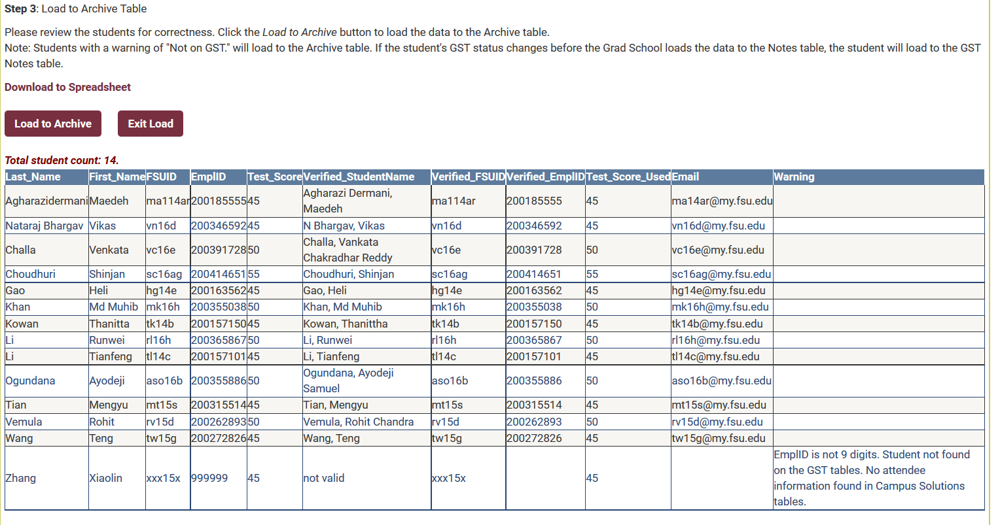 Step 3: Load to Archive Table
Please review the students for correctness. Click the Load to Archive button to load the data to the Archive table.
Note: Students with a warning of "Not on GST." will load to the Archive table. If the student's GST status changes before the Grad School loads the data to the Notes table, the student will load to the GST
Notes table.
Download to Spreadsheet
Load to Archive Exit Load
Total student count: 14.
Last_Name First_Name FSUID EmplID Test_Score Verified_StudentName Verified_FSUID Verified_EmplID Test_Score_Used Email Warning
Agharazidermani Maedeh ma114ar 200185555 45 Agharazi Dermani, Maedeh ma114ar 200185555 45 ma14ar@my.fsu.edu
Nataraj Bhargav Vikas vn16d 200346592 45 N Bhargav, Vikas vn16d 200346592 45 vn16d@my.fsu.edu
Challa Venkata vc16e 200391728 50 Challa, Vankata Chakradhar Reddy vc16e 200391728 50 vc16e@my.fsu.edu
Choudhuri Shinjan sc16ag 200414651 55 Choudhuri, Shinjan sc16ag 200414651 55 sc16ag@my.fsu.edu
Gao Heli hg14e 200163562 45 Gao, Heli hg14e 200163562 45 hg14e@my.fsu.edu
Khan Md Muhib mk16h 200355038 50 Khan, Md Muhib mk16h 200355038 50 mk16h@my.fsu.edu
Kowan Thanitta tk14b 200157150 45 Kowan, Thanittha tk14b 200157150 45 tk14b@my.fsu.edu
Li Runwei rl16h 200365867 50 Li, Runwei rl16h 200365867 50 rl16h@my.fsu.edu
Li Tianfeng tl14c 200157101 45 Li, Tianfeng tl14c 200157101 45 tl14c@my.fsu.edu
Ogundana Ayodeji aso16b 200355886 50 Ogundana, Ayodeji Samuel aso16b 200355886 50 aso16b@my.fsu.edu
Tian Mengyu mt15s 200315514 45 Tian, Mengyu mt15s 200315514 45 mt15s@my.fsu.edu
Vemula Rohit rv15d 200262893 50 Vemula, Rohit Chandra rv15d 200262893 50 rv15d@my.fsu.edu
Wang Teng tw15g 200272826 45 Wang, Teng tw15g 200272826 45 tw15g@my.fsu.edu
Zhang Xiaolin xxx15x 999999 45 not valid xxx15x 45 EmplID is not 9 digits. Student not found
on the GST tables. No attendee
information found in Campus Solutions
tables.